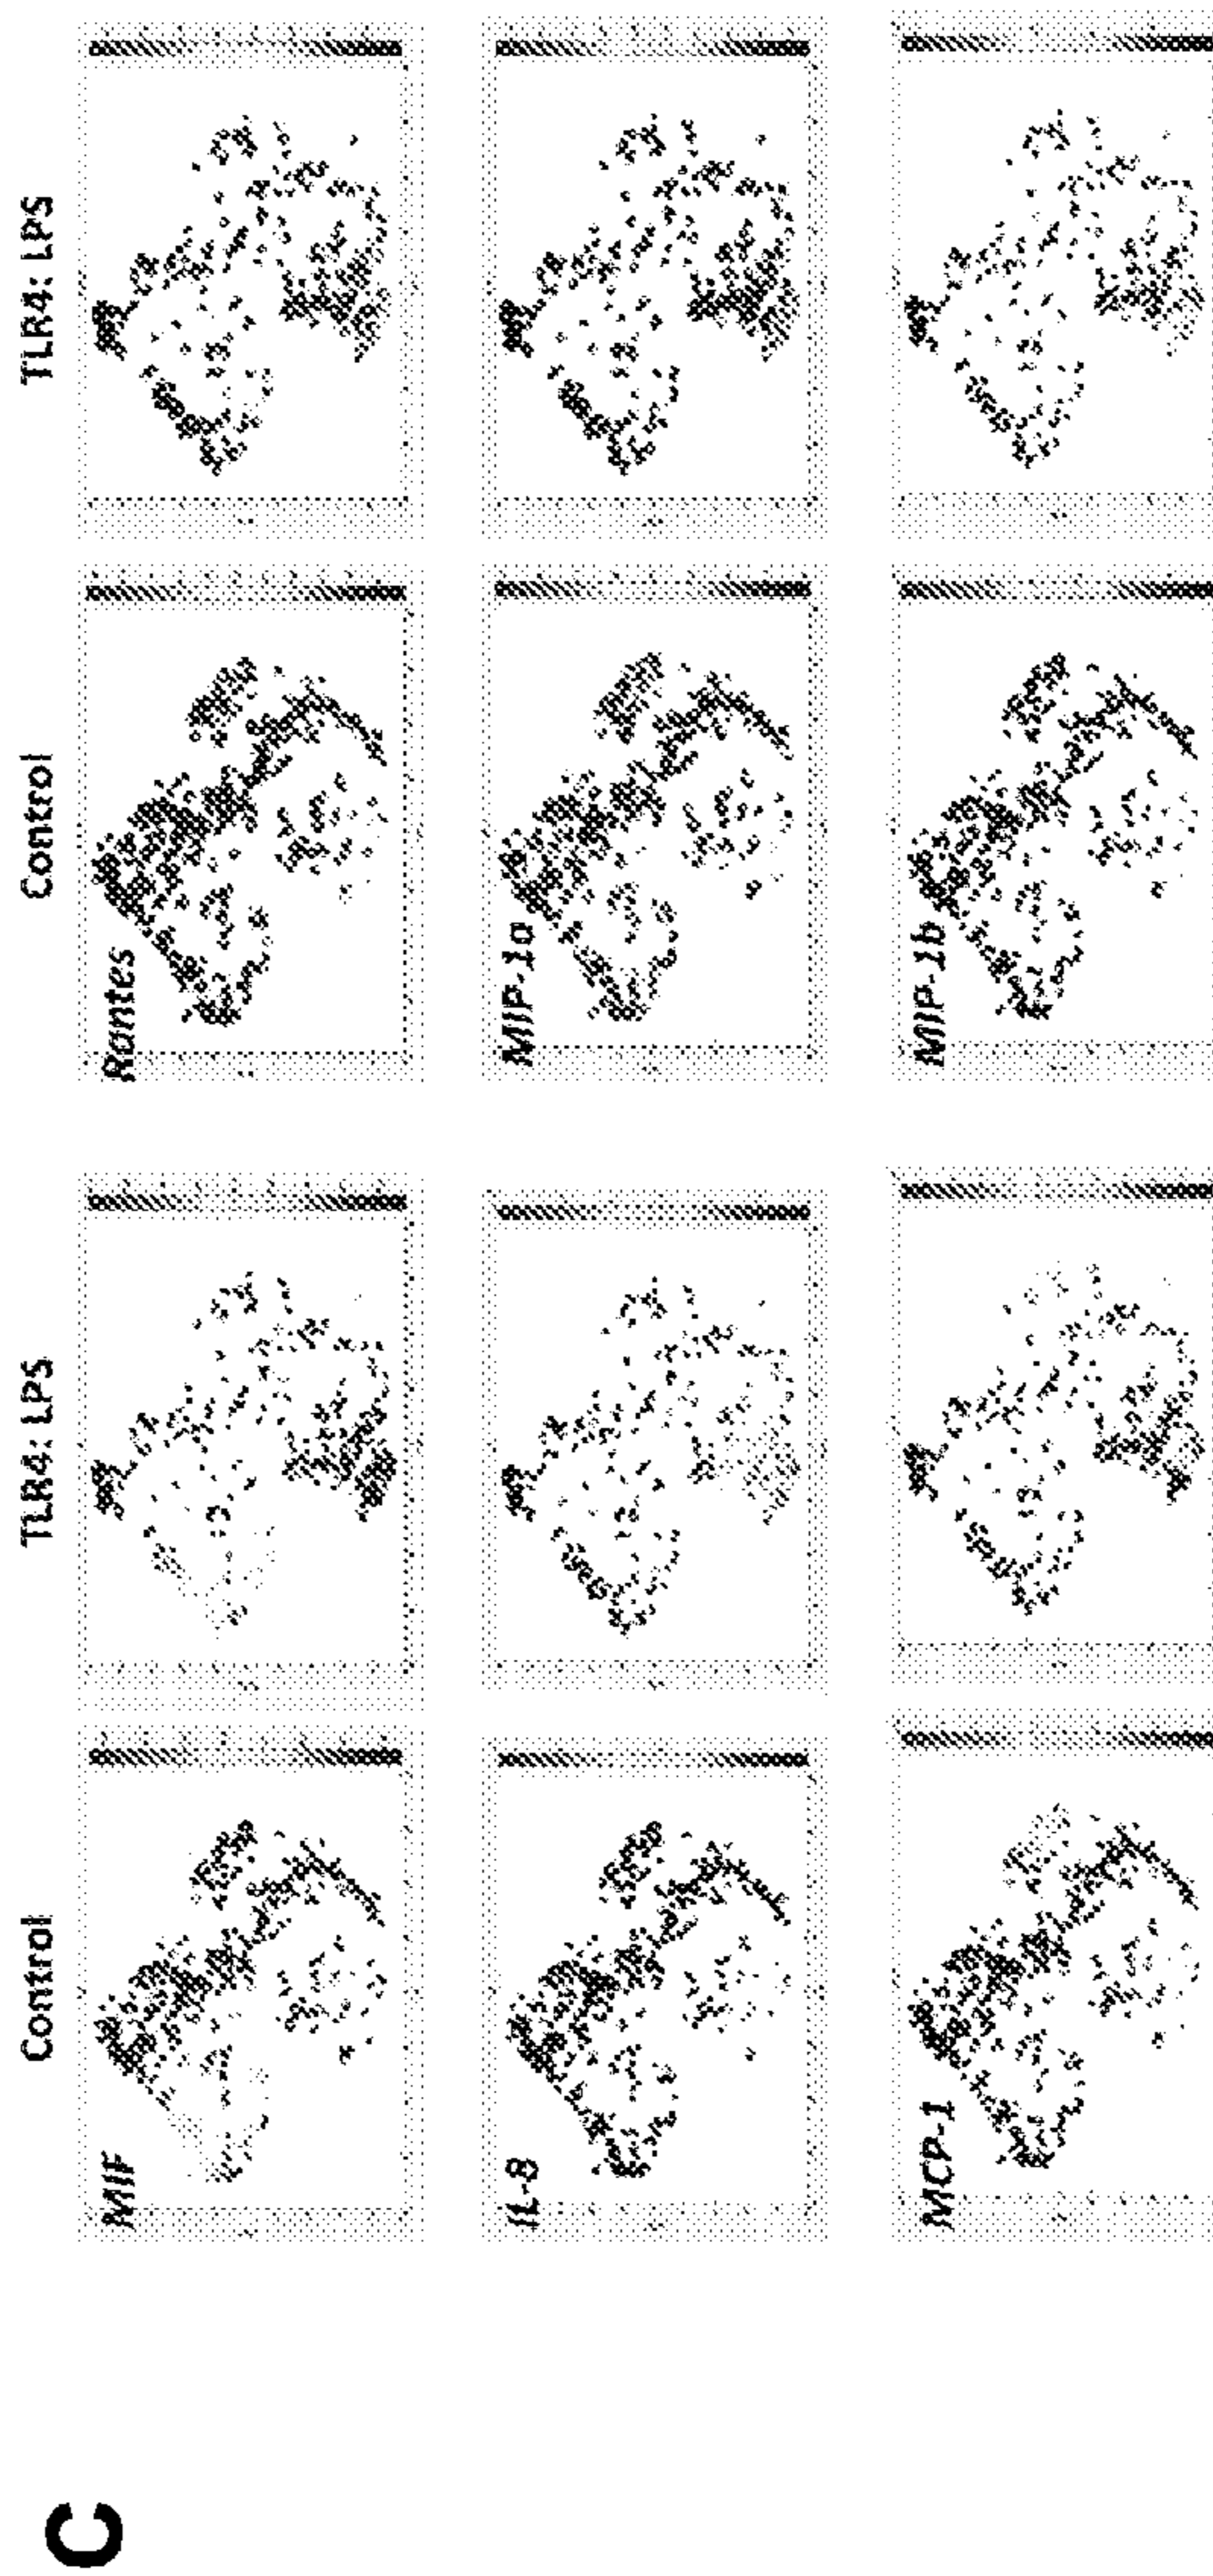 C
Control TLR4: LPS Control TLR4: LPS
MIF Rantes
IL-8 MIP-1a
MCP-1 MIP-1b